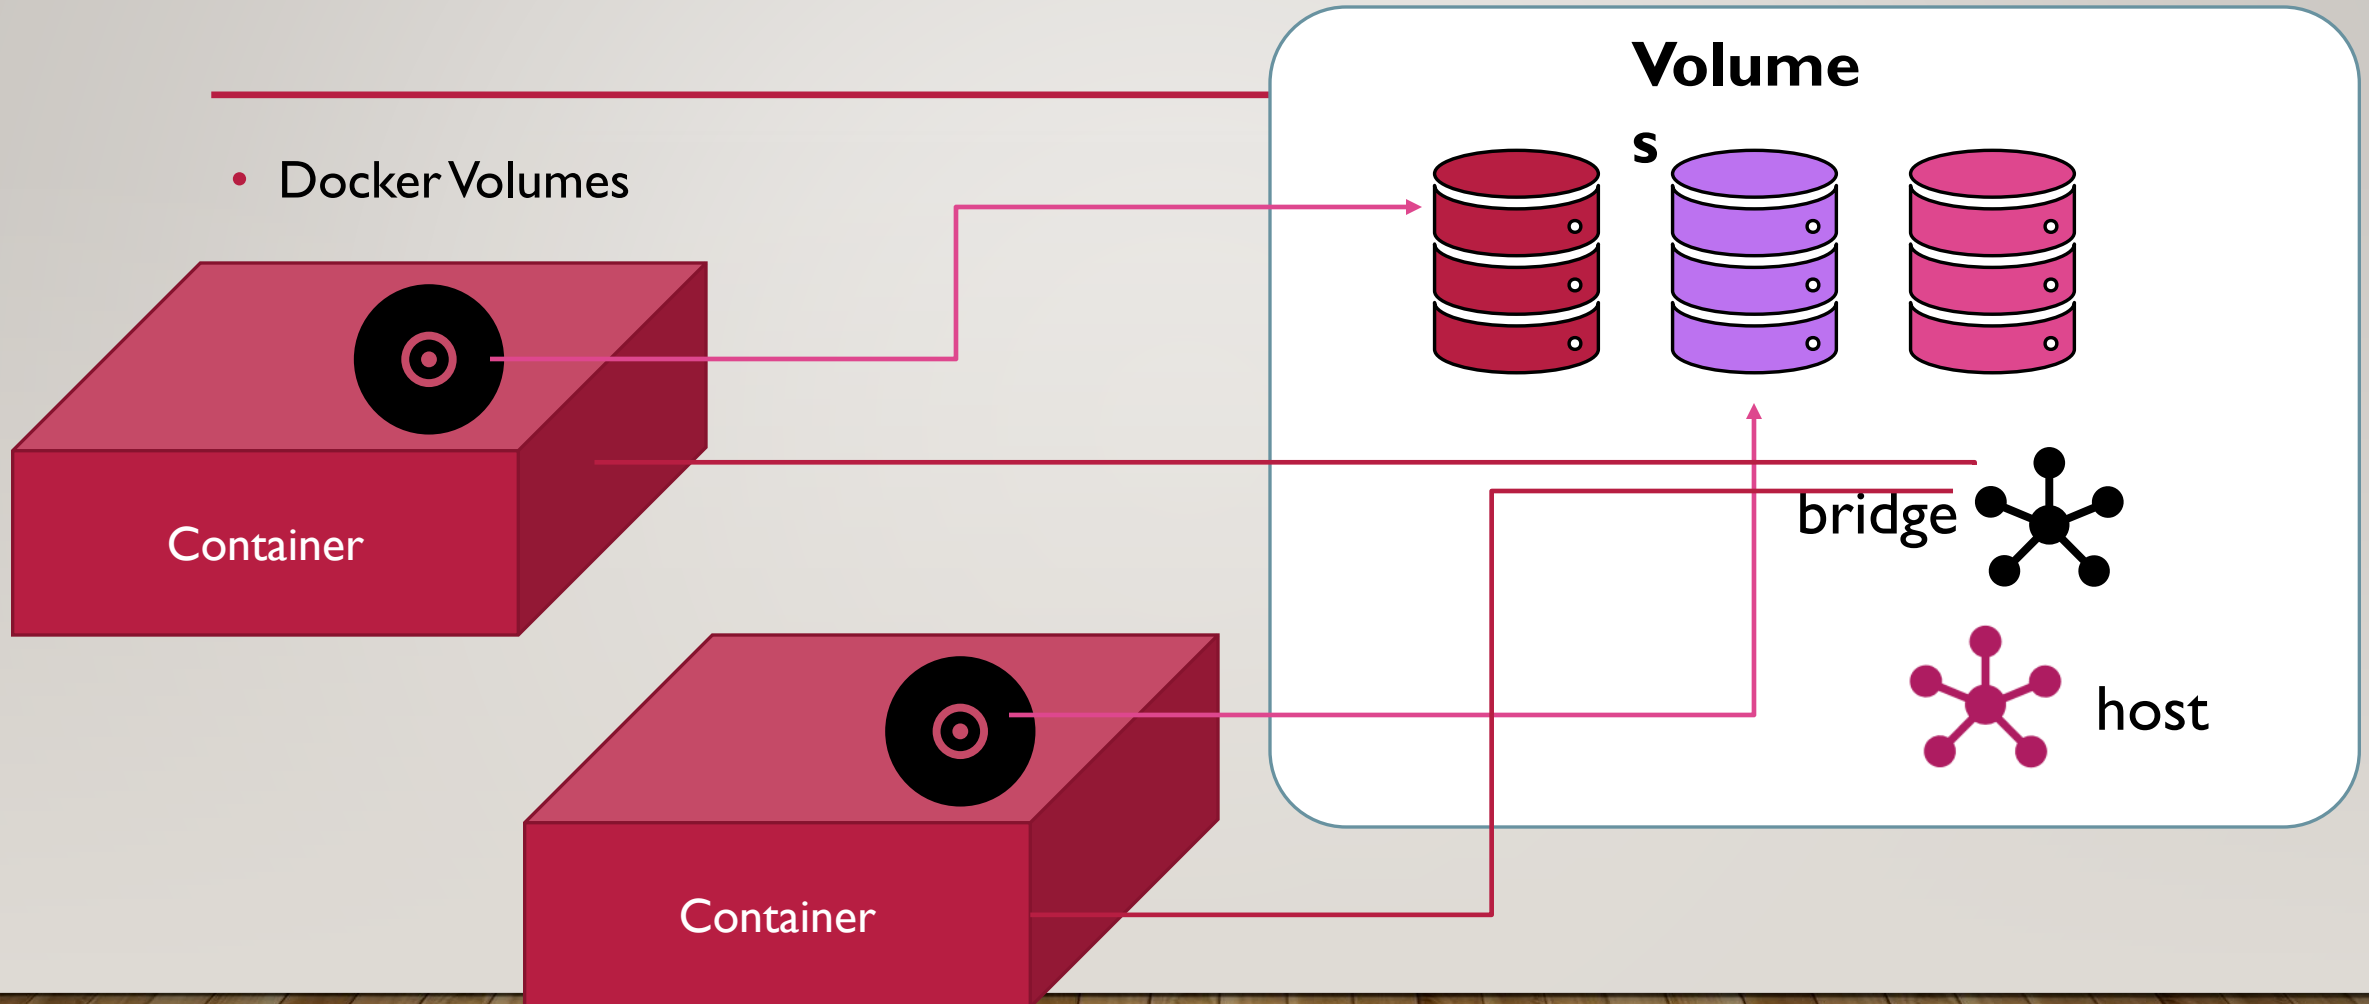 Volume
s
• Docker Volumes
Container
bridge
host
Container